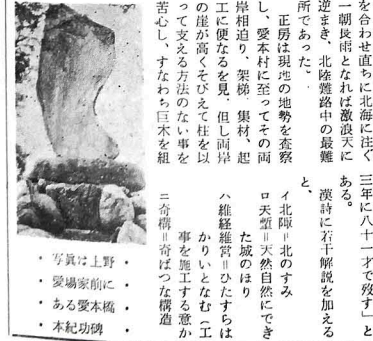 を合わせ直ちに北海に注ぐ
一朝長雨となれば激浪天に
逆まき、北陸難路中の最難
所であった。
正房は現地の地勢を査察
し、愛本村に至ってその両
岸相迫り、架梯、集材、起
工に便なるを見、但し両岸
の崖が高くそびえて柱を以
って支える方法のない事を
苦心し、すなわち巨木を組
三年に八十一才で歿す」と
ある。
漢詩に若干解説を加える
と、
イ 北陬＝北のすみ
ロ 天塹＝天然自然にでき
た城のほり
ハ 維経維営＝ひたすらは
かりいとなむ（工
事を施工する意か
ニ 奇構＝奇ばつな構造
写真は上野
愛場家前に
ある愛本橋
本紀功碑